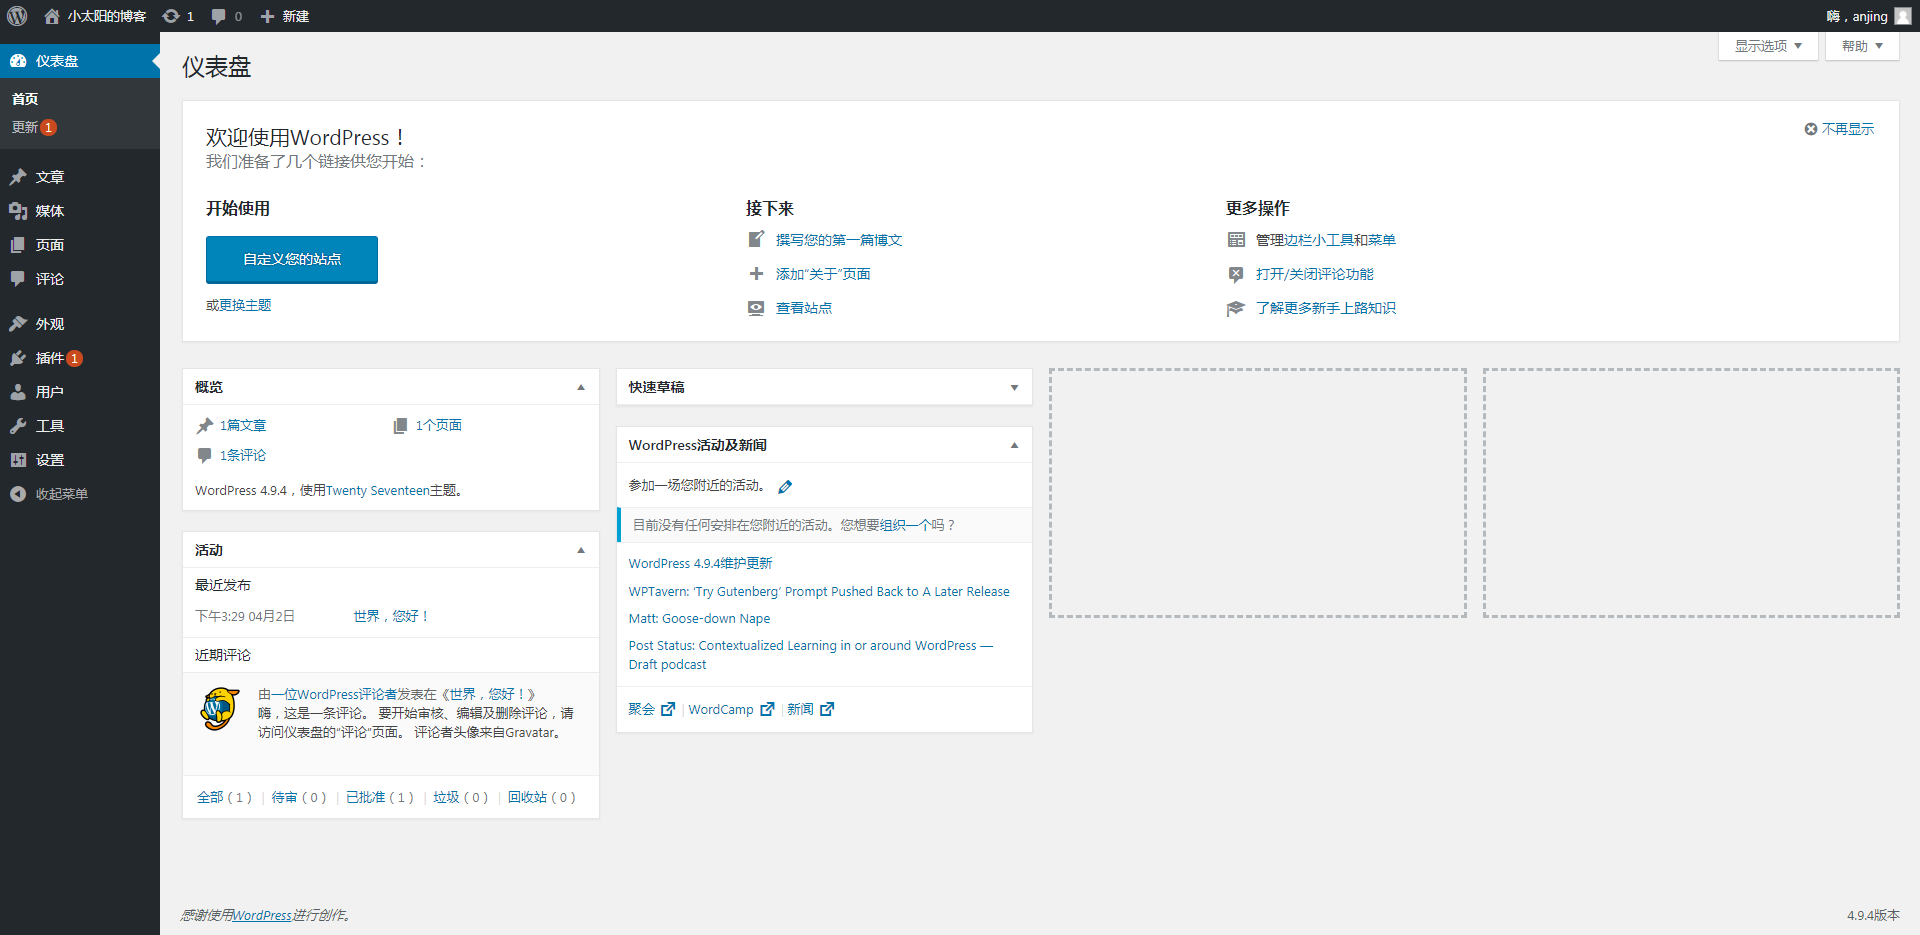 小太阳的博客 1 0 新建 嗨，anjing
仪表盘
首页
更新 1
文章
媒体
页面
评论
外观
插件 1
用户
工具
设置
收起菜单
显示选项 帮助
仪表盘
欢迎使用WordPress！
我们准备了几个链接供您开始：
不再显示
开始使用
自定义您的站点
或更换主题
接下来
撰写您的第一篇博文
添加“关于”页面
查看站点
更多操作
管理边栏小工具和菜单
打开/关闭评论功能
了解更多新手上路知识
概览
1篇文章 1个页面
1条评论
WordPress 4.9.4，使用Twenty Seventeen主题。
活动
最近发布
下午3:29 04月2日 世界，您好！
近期评论
由一位WordPress评论者发表在《世界，您好！》
嗨，这是一条评论。 要开始审核、编辑及删除评论，请
访问仪表盘的“评论”页面。 评论者头像来自Gravatar。
全部（1） | 待审（0） | 已批准（1） | 垃圾（0） | 回收站（0）
快速草稿
WordPress活动及新闻
参加一场您附近的活动。
目前没有任何安排在您附近的活动。您想要组织一个吗？
WordPress 4.9.4维护更新
WPTavern: ‘Try Gutenberg’ Prompt Pushed Back to A Later Release
Matt: Goose-down Nape
Post Status: Contextualized Learning in or around WordPress —
Draft podcast
聚会 | WordCamp | 新闻
感谢使用WordPress进行创作。
4.9.4版本